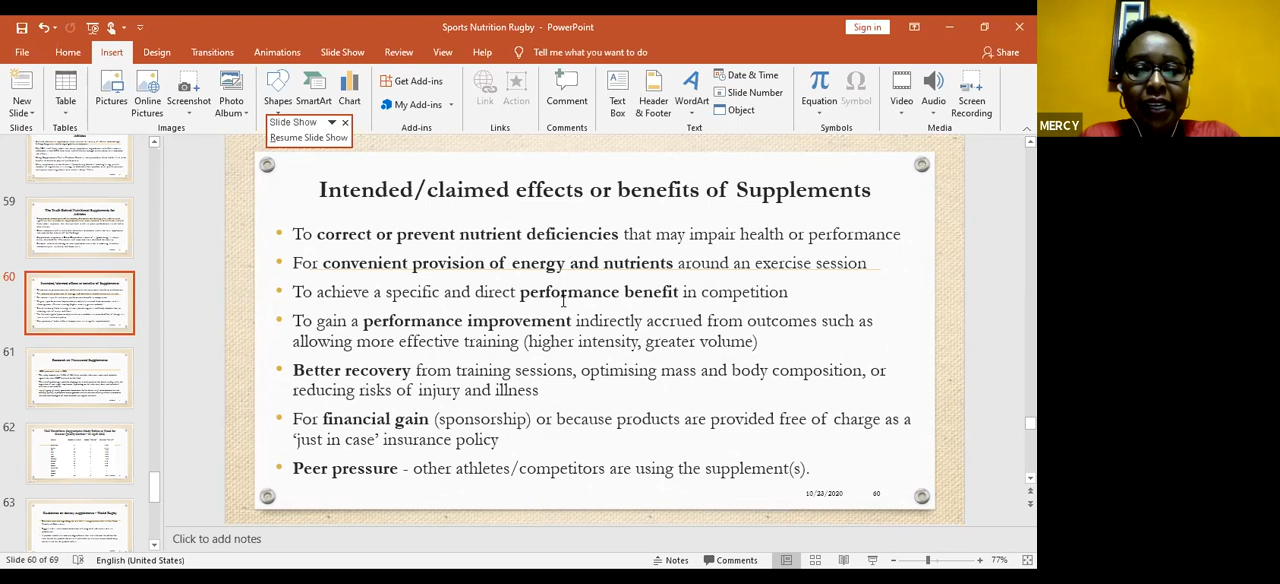 Sports Nutrition Rugby - PowerPoint
Sign in
File Home Insert Design Transitions Animations Slide Show Review View Help Tell me what you want to do Share
New Slide Table Pictures Online Pictures Screenshot Photo Album Shapes SmartArt Chart Get Add-ins My Add-ins Link Action Comment Text Box Header & Footer WordArt Date & Time Slide Number Object Equation Symbol Video Audio Screen Recording
Slides Tables Images Add-ins Links Comments Text Symbols Media
Slide Show
Resume Slide Show
MERCY
59
60
61
62
63
Intended/claimed effects or benefits of Supplements
To correct or prevent nutrient deficiencies that may impair health or performance
For convenient provision of energy and nutrients around an exercise session
To achieve a specific and performance benefit in competition
To gain a performance improvement indirectly accrued from outcomes such as
allowing more effective training (higher intensity, greater volume)
Better recovery from training sessions, optimising mass and body composition, or
reducing risks of injury and illness
For financial gain (sponsorship) or because products are provided free of charge as a
‘just in case’ insurance policy
Peer pressure - other athletes/competitors are using the supplement(s).
10/23/2020 60
Click to add notes
Slide 60 of 69 English (United States) Notes Comments 77%